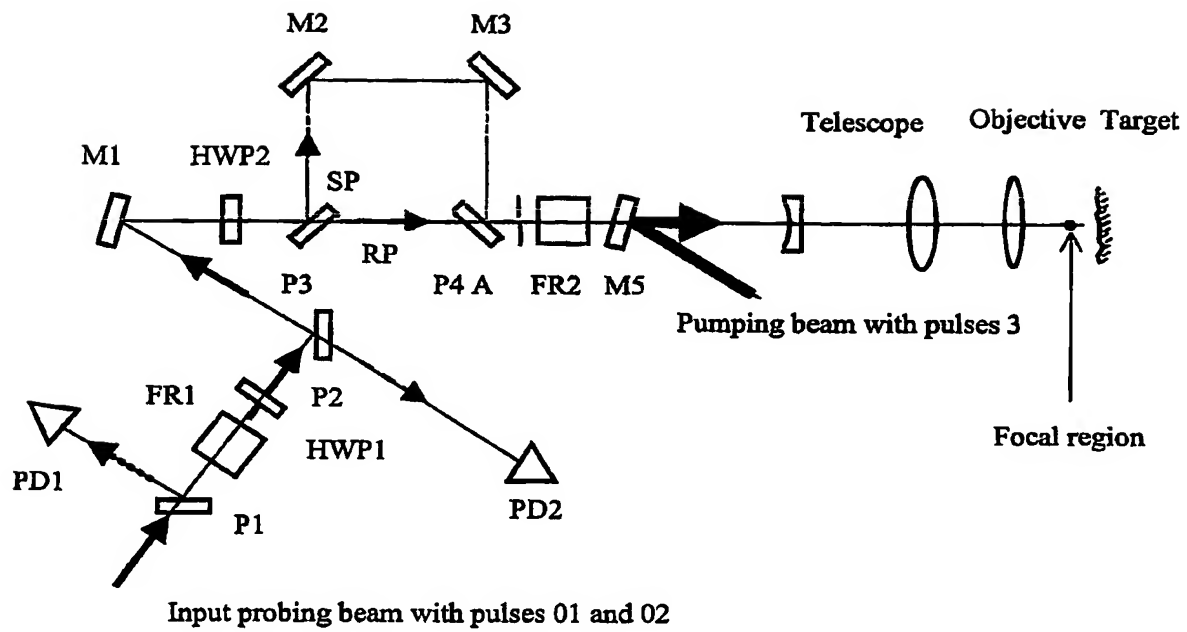 M2
M3
Telescope
Objective
Target
M1
HWP2
SP
RP
P3
P4 A
FR2
M5
Pumping beam with pulses 3
FR1
P2
HWP1
Focal region
PD1
PD2
P1
Input probing beam with pulses 01 and 02